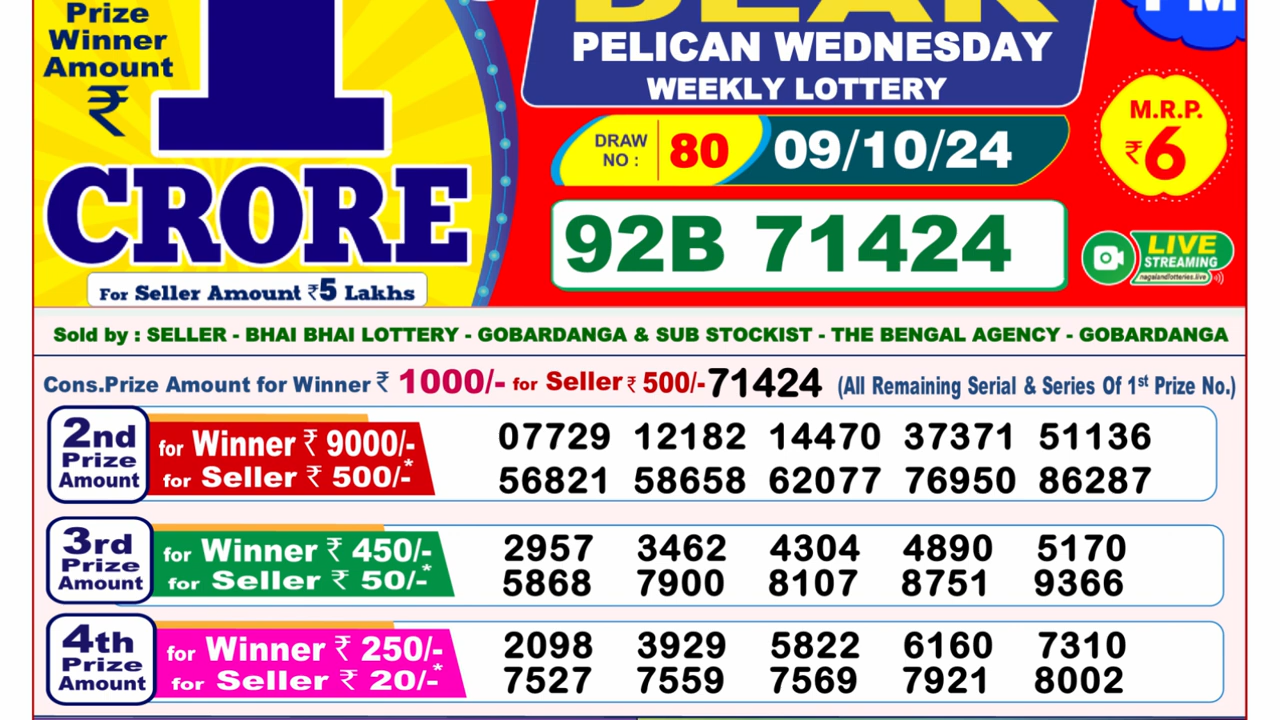 Prize
Winner
Amount
₹
1
CRORE
For Seller Amount ₹5 Lakhs
DEAR
PELICAN WEDNESDAY
WEEKLY LOTTERY
PM
DRAW NO : 80 09/10/24
M.R.P.
₹6
92B 71424
LIVE
STREAMING
nagalandlotteries.live
Sold by : SELLER - BHAI BHAI LOTTERY - GOBARDANGA & SUB STOCKIST - THE BENGAL AGENCY - GOBARDANGA
Cons.Prize Amount for Winner ₹ 1000/- for Seller ₹ 500/- 71424 (All Remaining Serial & Series Of 1st Prize No.)
2nd
Prize
Amount
for Winner ₹ 9000/-
for Seller ₹ 500/-*
07729 12182 14470 37371 51136
56821 58658 62077 76950 86287
3rd
Prize
Amount
for Winner ₹ 450/-
for Seller ₹ 50/-*
2957 3462 4304 4890 5170
5868 7900 8107 8751 9366
4th
Prize
Amount
for Winner ₹ 250/-
for Seller ₹ 20/-*
2098 3929 5822 6160 7310
7527 7559 7569 7921 8002